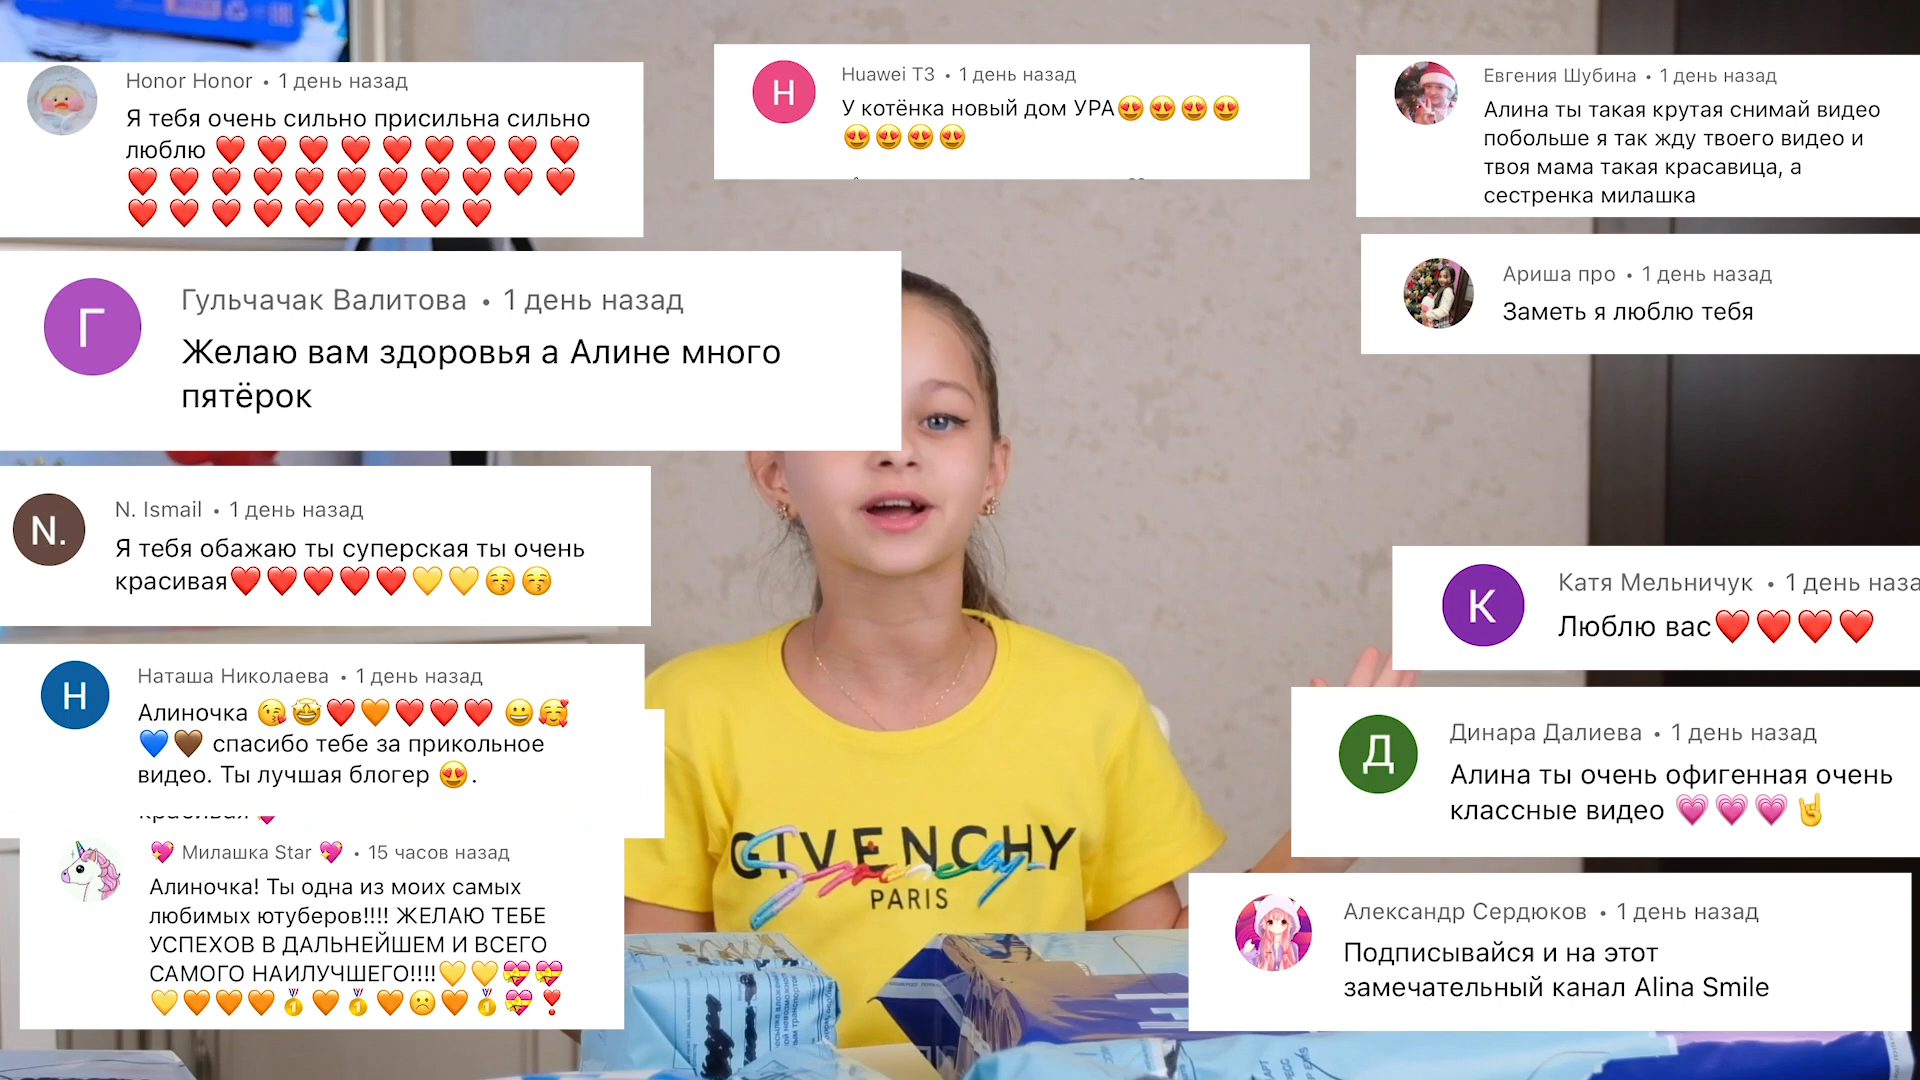 Honor Honor • 1 день назад
Я тебя очень сильно присильна сильно
люблю ❤️❤️❤️❤️❤️❤️❤️❤️❤️
❤️❤️❤️❤️❤️❤️❤️❤️❤️❤️❤️
❤️❤️❤️❤️❤️❤️❤️❤️❤️
H
Huawei T3 • 1 день назад
У котёнка новый дом УРА😍😍😍😍
😍😍😍😍
Евгения Шубина • 1 день назад
Алина ты такая крутая снимай видео
побольше я так жду твоего видео и
твоя мама такая красавица, а
сестренка милашка
Г
Гульчачак Валитова • 1 день назад
Желаю вам здоровья а Алине много
пятёрок
Ариша про • 1 день назад
Заметь я люблю тебя
N.
N. Ismail • 1 день назад
Я тебя обажаю ты суперская ты очень
красивая❤️❤️❤️❤️❤️💛💛😚😚
К
Катя Мельничук • 1 день наза
Люблю вас❤️❤️❤️❤️
Н
Наташа Николаева • 1 день назад
Алиночка 😘🤩❤️🧡❤️❤️❤️ 😀🥰
💙🤎 спасибо тебе за прикольное
видео. Ты лучшая блогер 😍.
красивая 💖
Д
Динара Далиева • 1 день назад
Алина ты очень офигенная очень
классные видео 💗💗💗🤘
💖 Милашка Star 💖 • 15 часов назад
Алиночка! Ты одна из моих самых
любимых ютуберов!!!! ЖЕЛАЮ ТЕБЕ
УСПЕХОВ В ДАЛЬНЕЙШЕМ И ВСЕГО
САМОГО НАИЛУЧШЕГО!!!!💛💛💝💝
💛🧡🧡🧡🥇🧡🥇🧡☹️🧡🥇💝❣️
Александр Сердюков • 1 день назад
Подписывайся и на этот
замечательный канал Alina Smile
GIVENCHY
PARIS